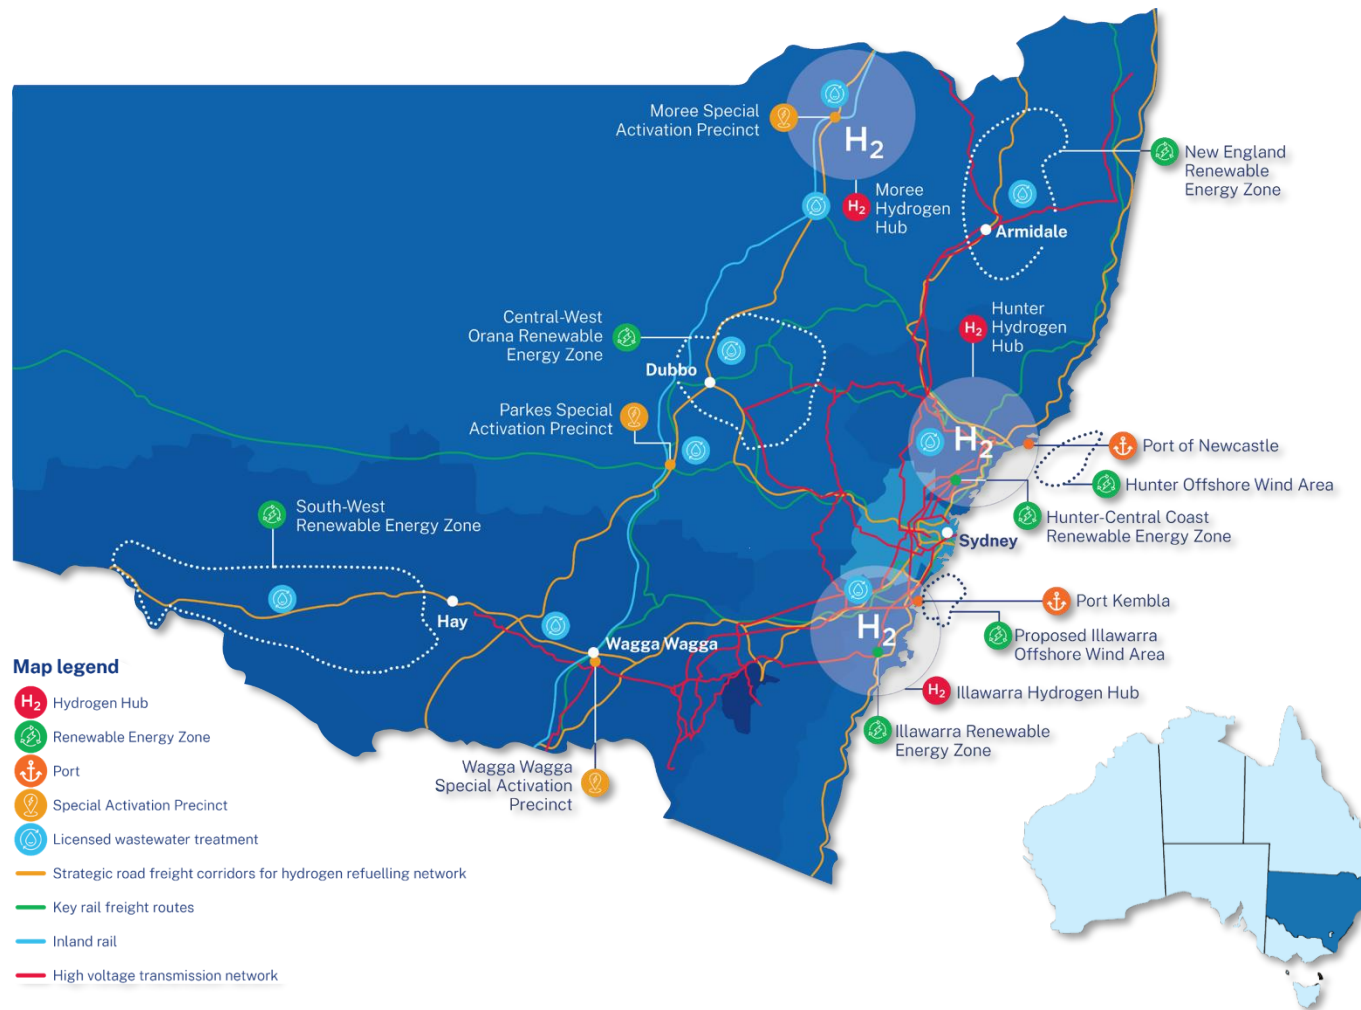 Moree Special
Activation Precinct
H2
H2
Moree
Hydrogen
Hub
New England
Renewable
Energy Zone
Armidale
Central-West
Orana Renewable
Energy Zone
Dubbo
Hunter
H2
Hydrogen
Hub
Parkes Special
Activation Precinct
H2
Port of Newcastle
Hunter Offshore Wind Area
Hunter-Central Coast
Renewable Energy Zone
South-West
Renewable Energy Zone
Sydney
Hay
Port Kembla
H2
Proposed Illawarra
Offshore Wind Area
Wagga Wagga
H2
Illawarra Hydrogen Hub
Illawarra Renewable
Energy Zone
Wagga Wagga
Special Activation
Precinct
Map legend
H2 Hydrogen Hub
Renewable Energy Zone
Port
Special Activation Precinct
Licensed wastewater treatment
Strategic road freight corridors for hydrogen refuelling network
Key rail freight routes
Inland rail
High voltage transmission network